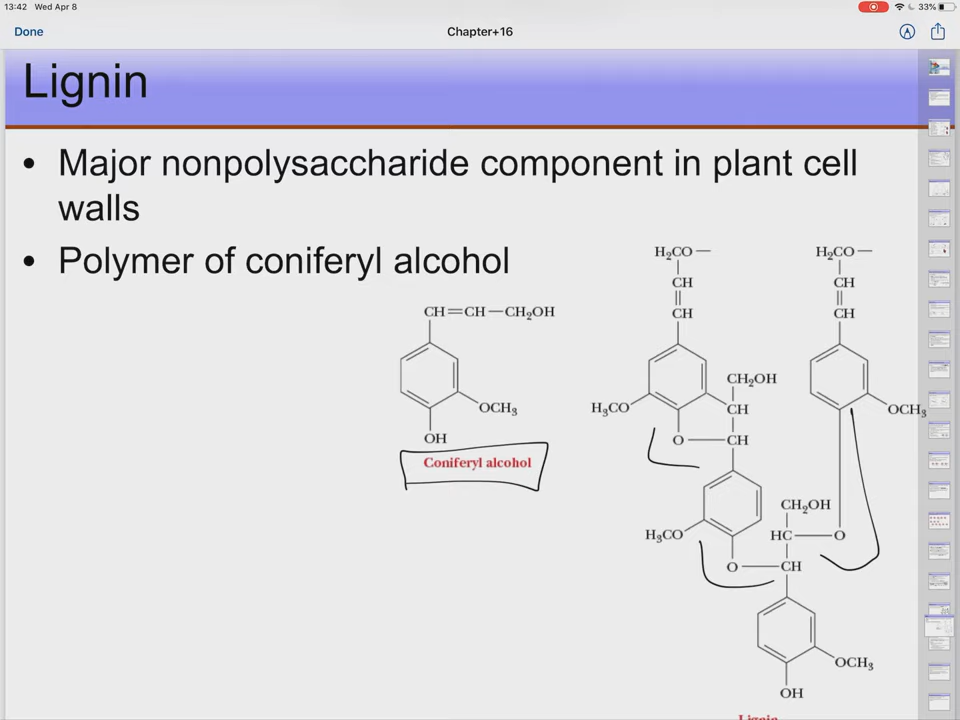 13:42 Wed Apr 8
33%
Done
Chapter+16
Lignin
• Major nonpolysaccharide component in plant cell
walls
• Polymer of coniferyl alcohol
CH=CH—CH₂OH
OCH₃
OH
Coniferyl alcohol
H₂CO— H₂CO—
CH CH
CH CH
CH₂OH
H₃CO CH OCH₃
O—CH
CH₂OH
H₃CO HC—O
O—CH
OCH₃
OH
Lignin